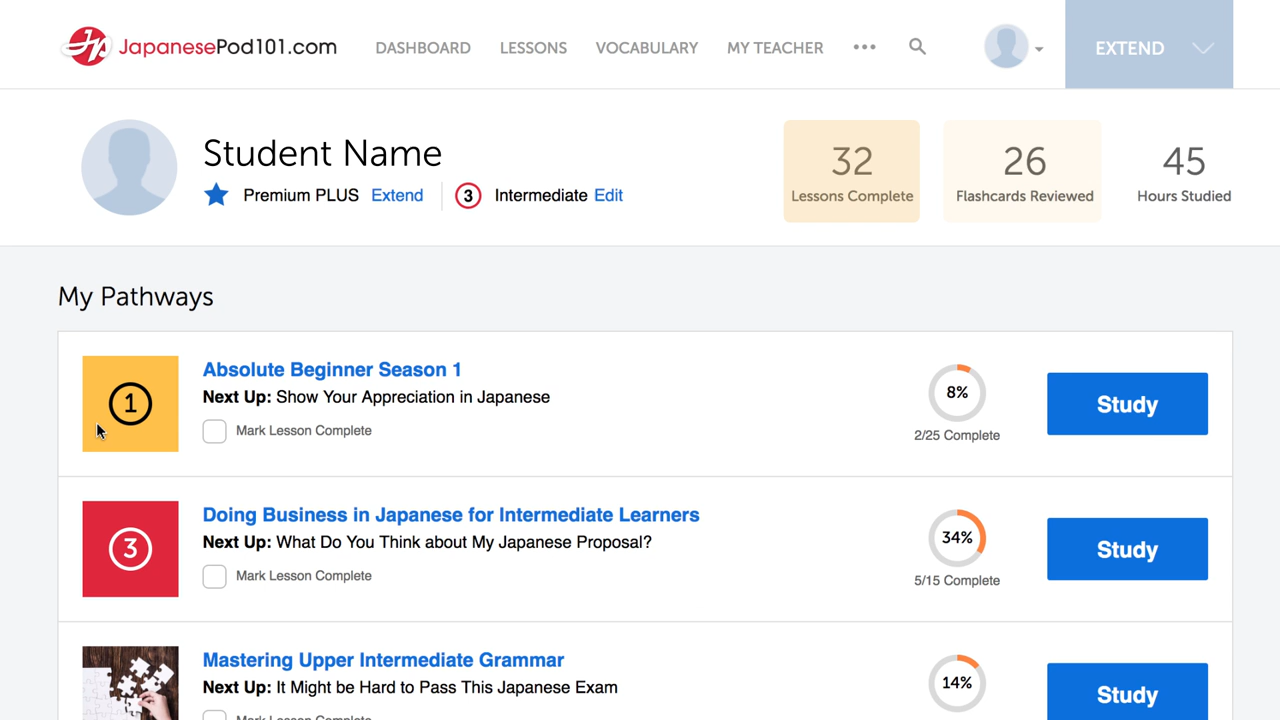 JapanesePod101.com
DASHBOARD
LESSONS
VOCABULARY
MY TEACHER
EXTEND
Student Name
Premium PLUS Extend
3 Intermediate Edit
32
Lessons Complete
26
Flashcards Reviewed
45
Hours Studied
My Pathways
1
Absolute Beginner Season 1
Next Up: Show Your Appreciation in Japanese
Mark Lesson Complete
8%
2/25 Complete
Study
3
Doing Business in Japanese for Intermediate Learners
Next Up: What Do You Think about My Japanese Proposal?
Mark Lesson Complete
34%
5/15 Complete
Study
Mastering Upper Intermediate Grammar
Next Up: It Might be Hard to Pass This Japanese Exam
Mark Lesson Complete
14%
Study